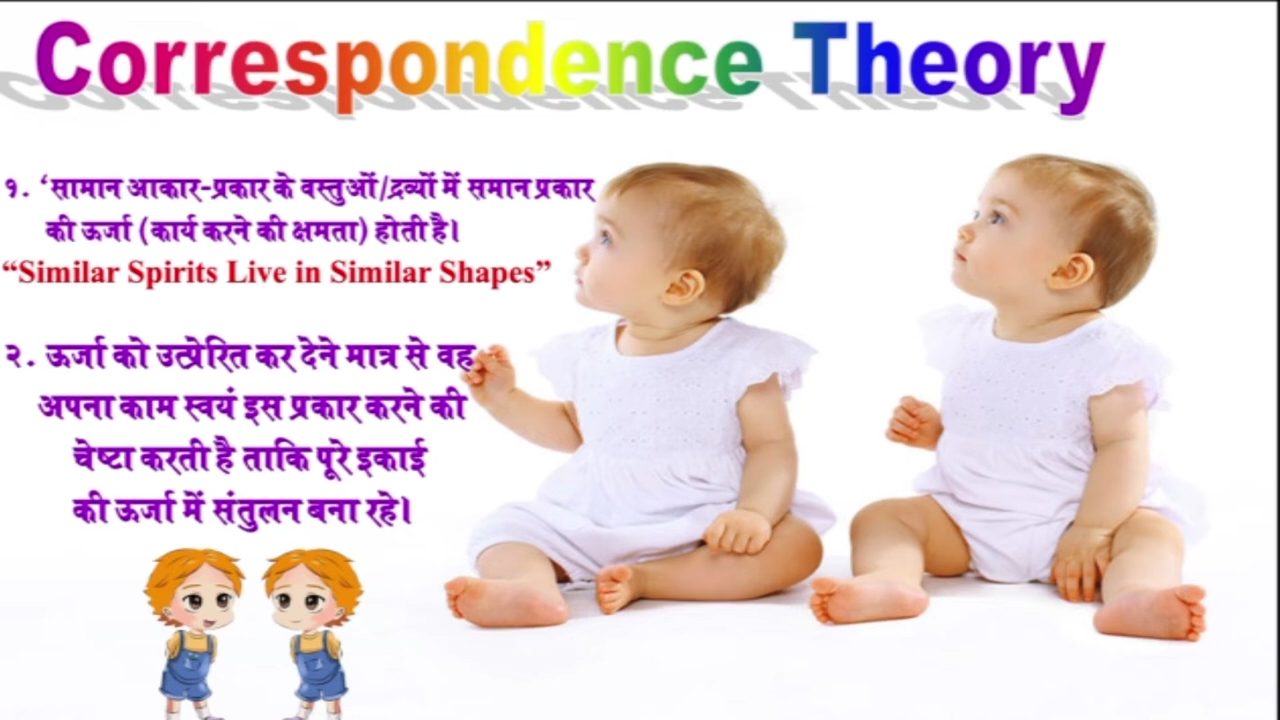 Correspondence Theory
१. ‘सामान आकार-प्रकार के वस्तुओं/द्रव्यों में समान प्रकार
की ऊर्जा (कार्य करने की क्षमता) होती है।
“Similar Spirits Live in Similar Shapes”
२. ऊर्जा को उत्प्रेरित कर देने मात्र से वह
अपना काम स्वयं इस प्रकार करने की
चेष्टा करती है ताकि पूरे इकाई
की ऊर्जा में संतुलन बना रहे।